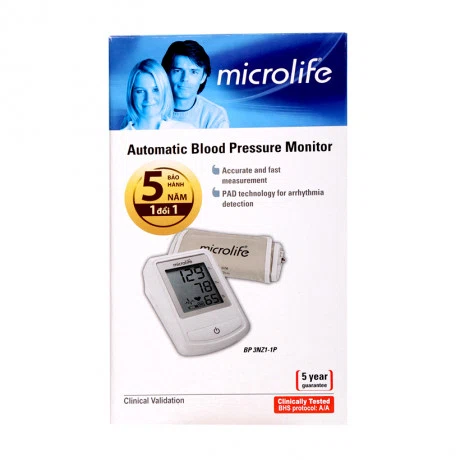 microlife®
Automatic Blood Pressure Monitor
Accurate and fast
measurement
PAD technology for arrhythmia
detection
5 BẢO HÀNH NĂM
1 đổi 1
microlife
microlife
129
78
65
BP 3NZ1-1P
5 year
guarantee
Clinical Validation
Clinically Tested
BHS protocol: A/A